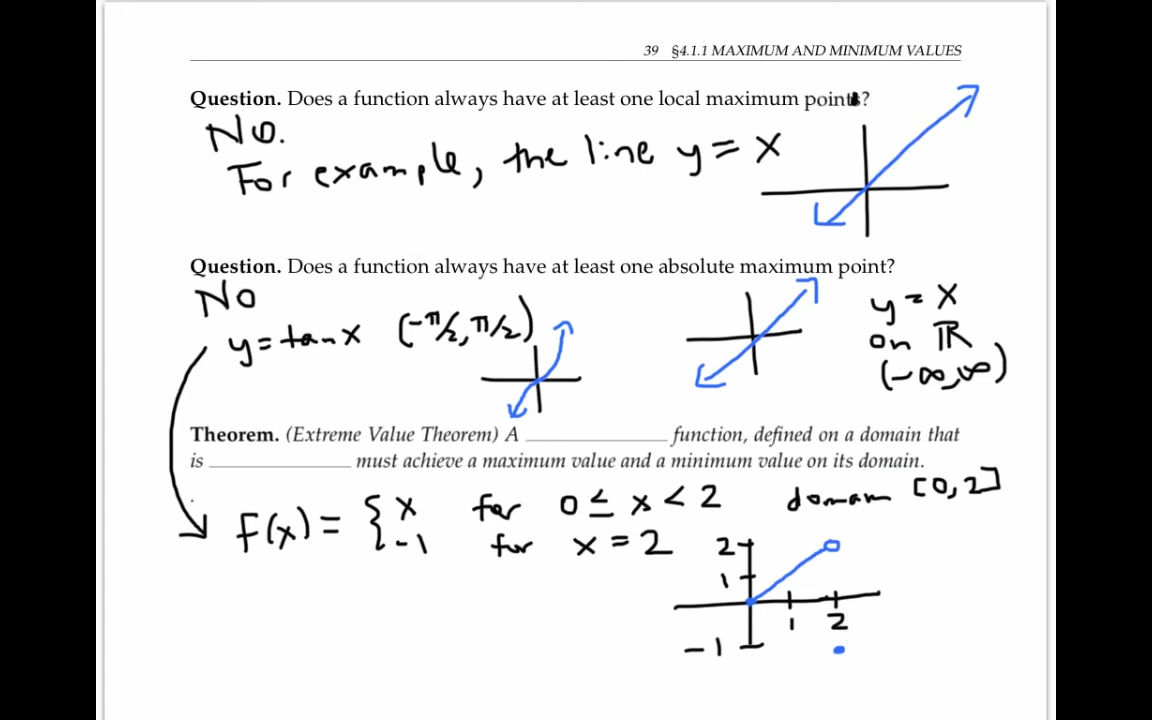 39 §4.1.1 MAXIMUM AND MINIMUM VALUES
Question. Does a function always have at least one local maximum point?
No.
For example, the line y = x
Question. Does a function always have at least one absolute maximum point?
No
y = tan x (-π/2, π/2)
y = x
on ℝ
(-∞, ∞)
Theorem. (Extreme Value Theorem) A ____________ function, defined on a domain that
is ____________ must achieve a maximum value and a minimum value on its domain.
f(x) = { x for 0 ≤ x < 2 domain [0, 2]
-1 for x = 2
2
1
1 2
-1